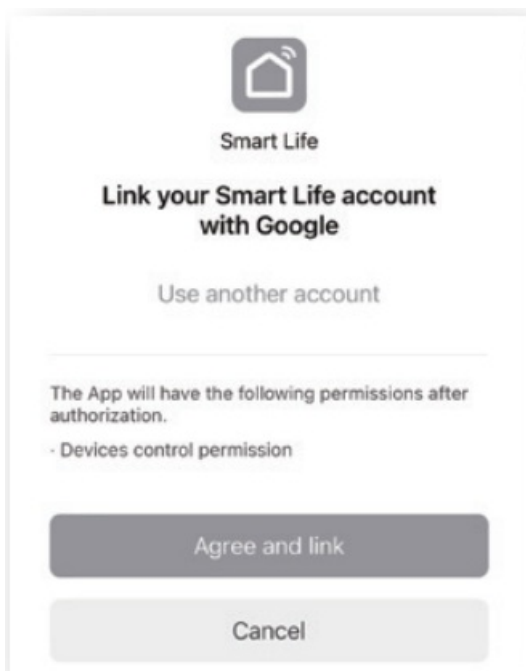 Smart Life
Link your Smart Life account
with Google
Use another account
The App will have the following permissions after
authorization.
· Devices control permission
Agree and link
Cancel